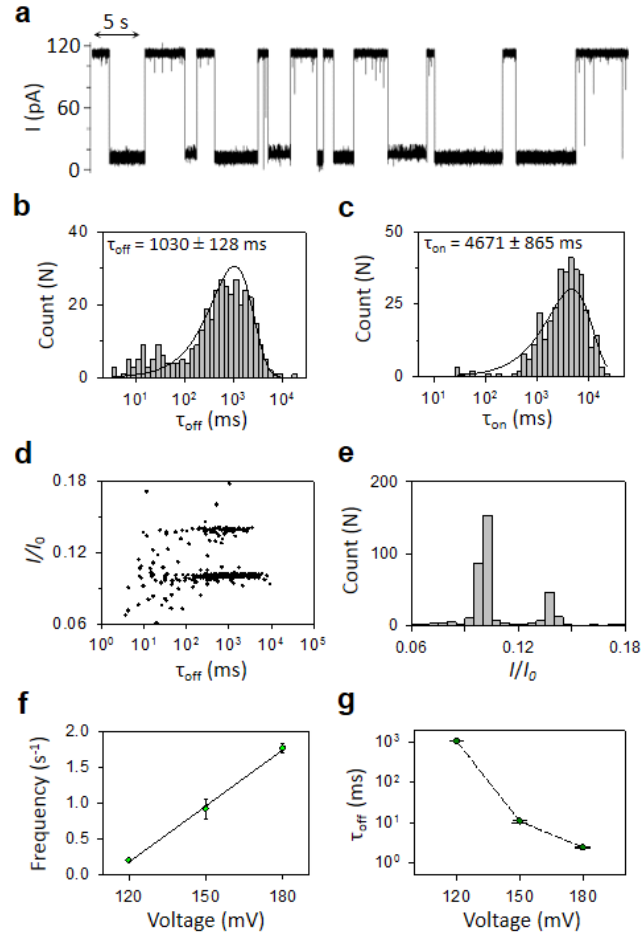 a
5 s
120
60
0
I (pA)
b
τoff = 1030 ± 128 ms
40
20
0
Count (N)
10¹ 10² 10³ 10⁴
τoff (ms)
c
τon = 4671 ± 865 ms
50
25
0
Count (N)
10¹ 10² 10³ 10⁴
τon (ms)
d
0.18
0.12
0.06
I/I₀
10⁰ 10¹ 10² 10³ 10⁴ 10⁵
τoff (ms)
e
200
100
0
Count (N)
0.06 0.12 0.18
I/I₀
f
2.0
1.5
1.0
0.5
0
Frequency (s⁻¹)
120 150 180
Voltage (mV)
g
10³
10²
10¹
10⁰
τoff (ms)
120 150 180
Voltage (mV)